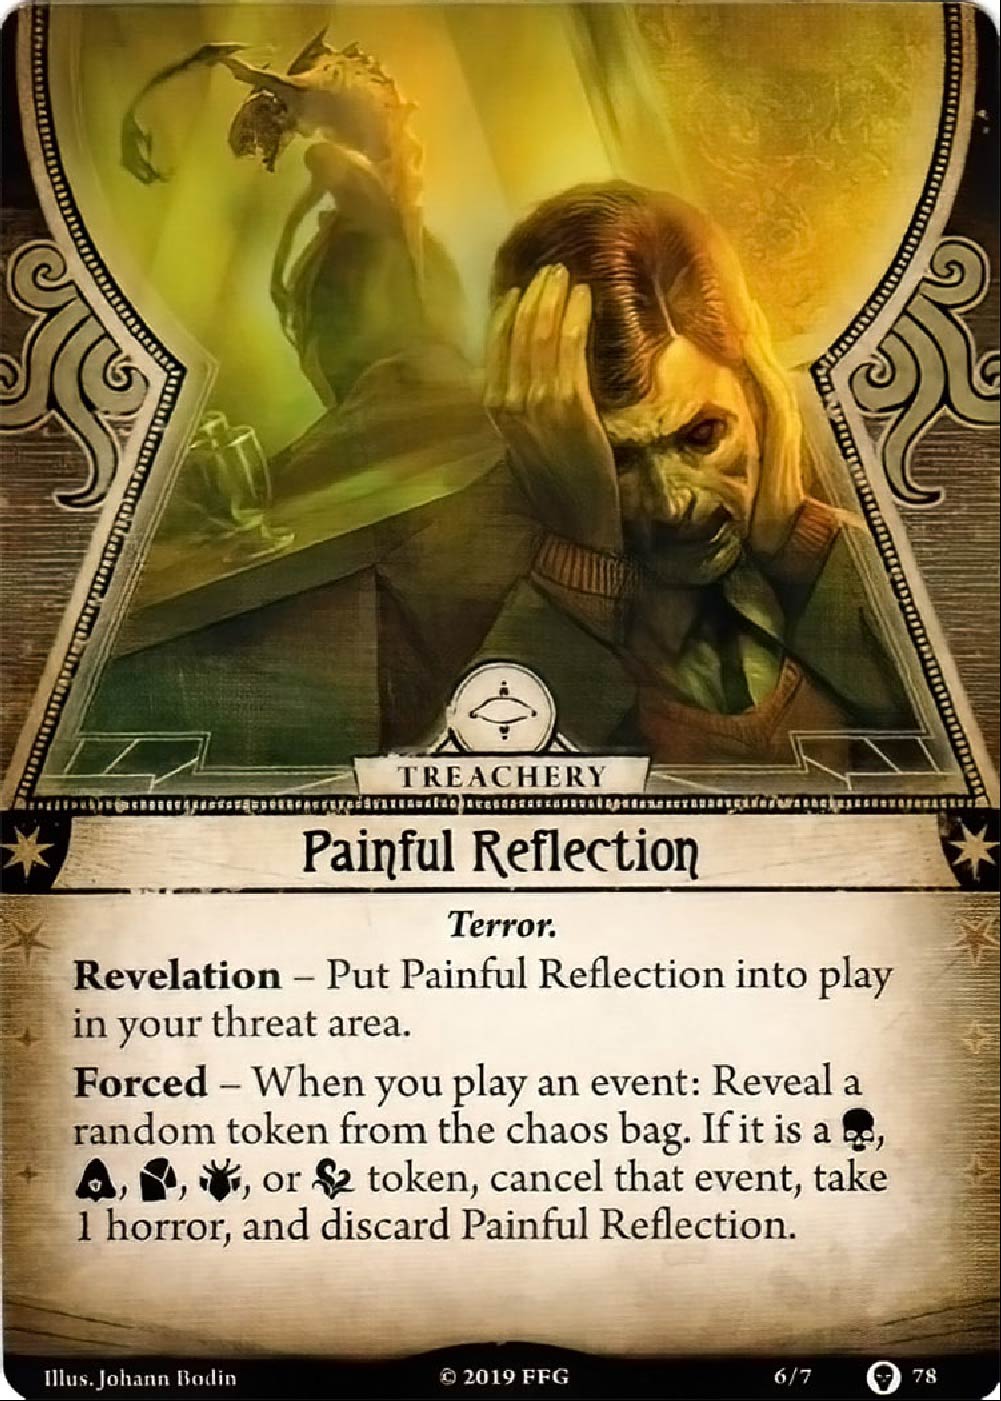 TREACHERY
Painful Reflection
Terror.
Revelation – Put Painful Reflection into play
in your threat area.
Forced – When you play an event: Reveal a
random token from the chaos bag. If it is a ,
, , , or token, cancel that event, take
1 horror, and discard Painful Reflection.
Illus. Johann Bodin © 2019 FFG 6/7 78